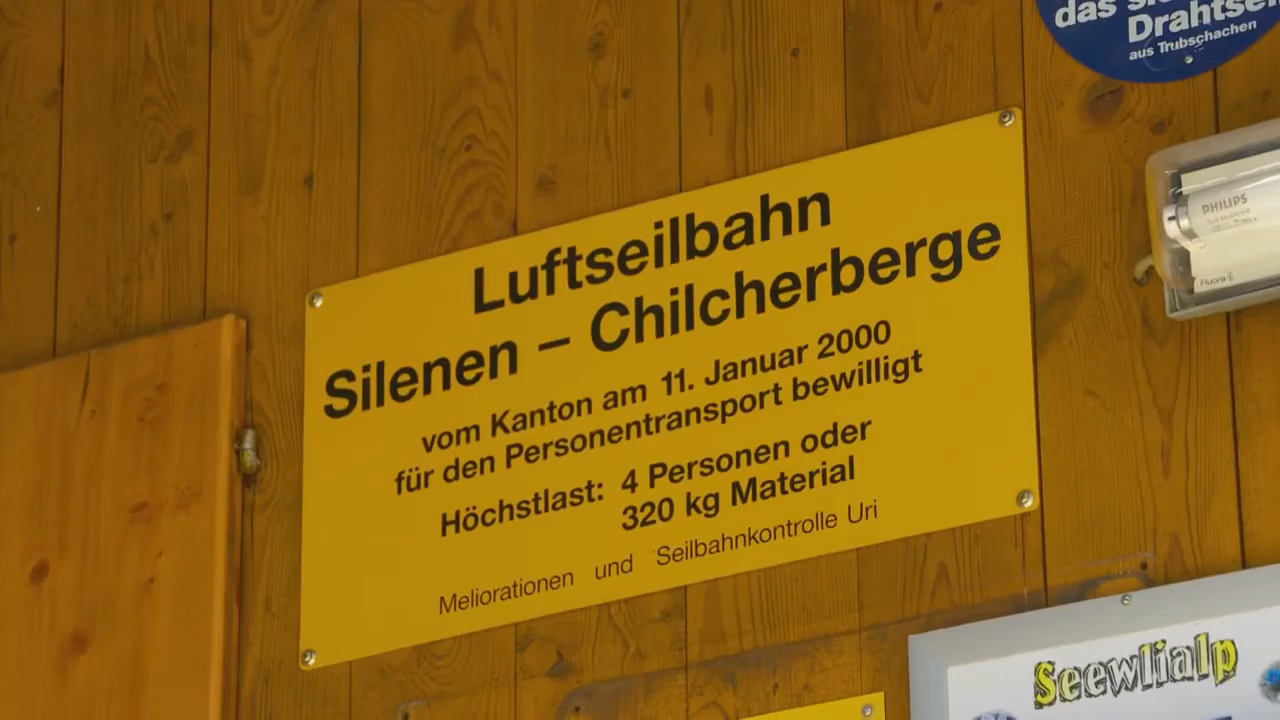 das
Drahtseil
aus Trubschachen
PHILIPS
Luftseilbahn
Silenen – Chilcherberge
vom Kanton am 11. Januar 2000
für den Personentransport bewilligt
Höchstlast: 4 Personen oder
320 kg Material
Meliorationen und Seilbahnkontrolle Uri
Seewlialp